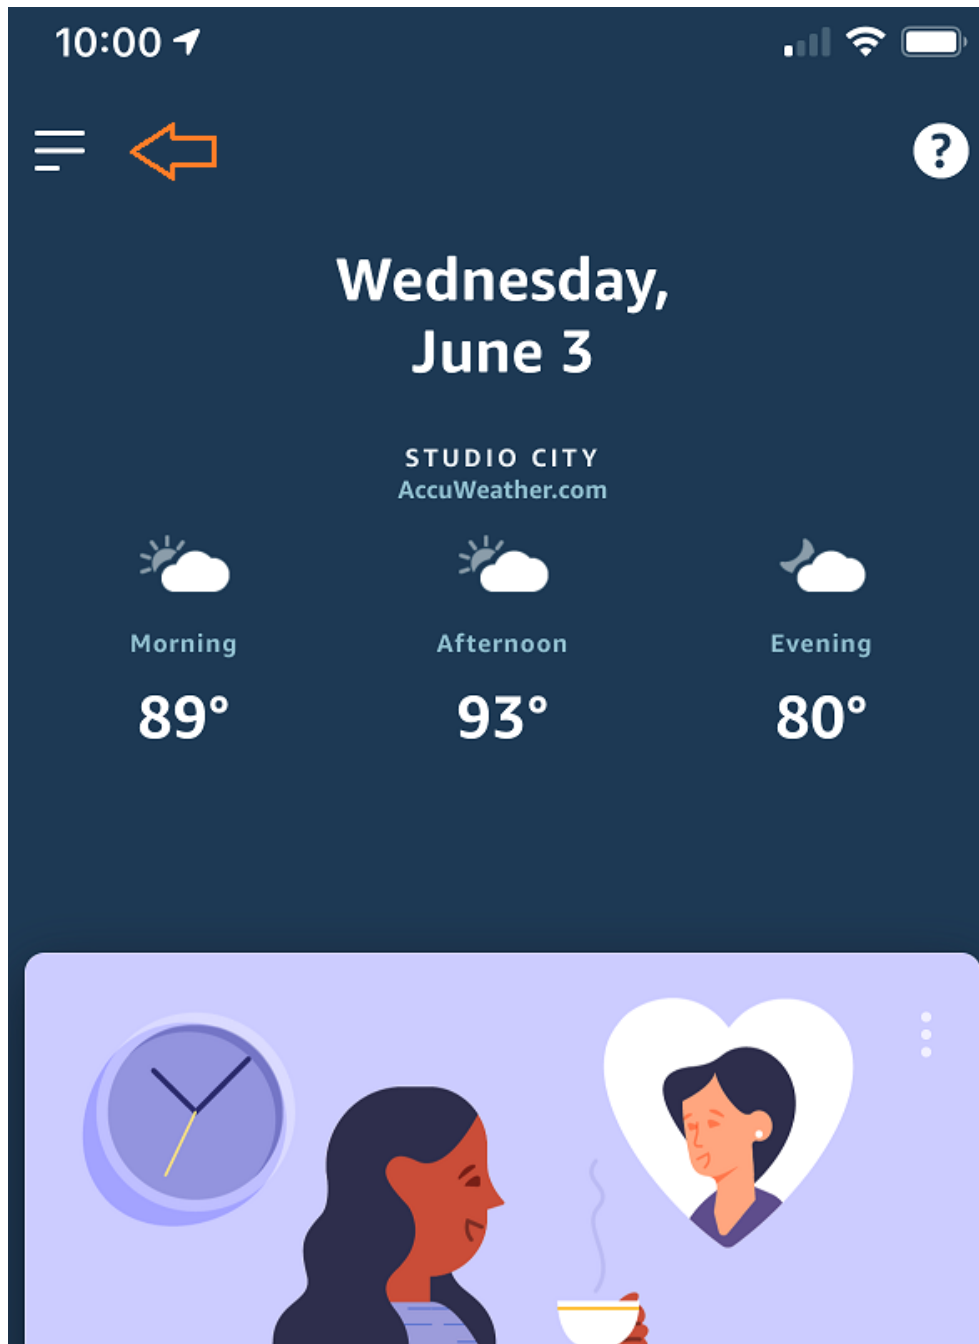 10:00
?
Wednesday,
June 3
STUDIO CITY
AccuWeather.com
Morning Afternoon Evening
89° 93° 80°